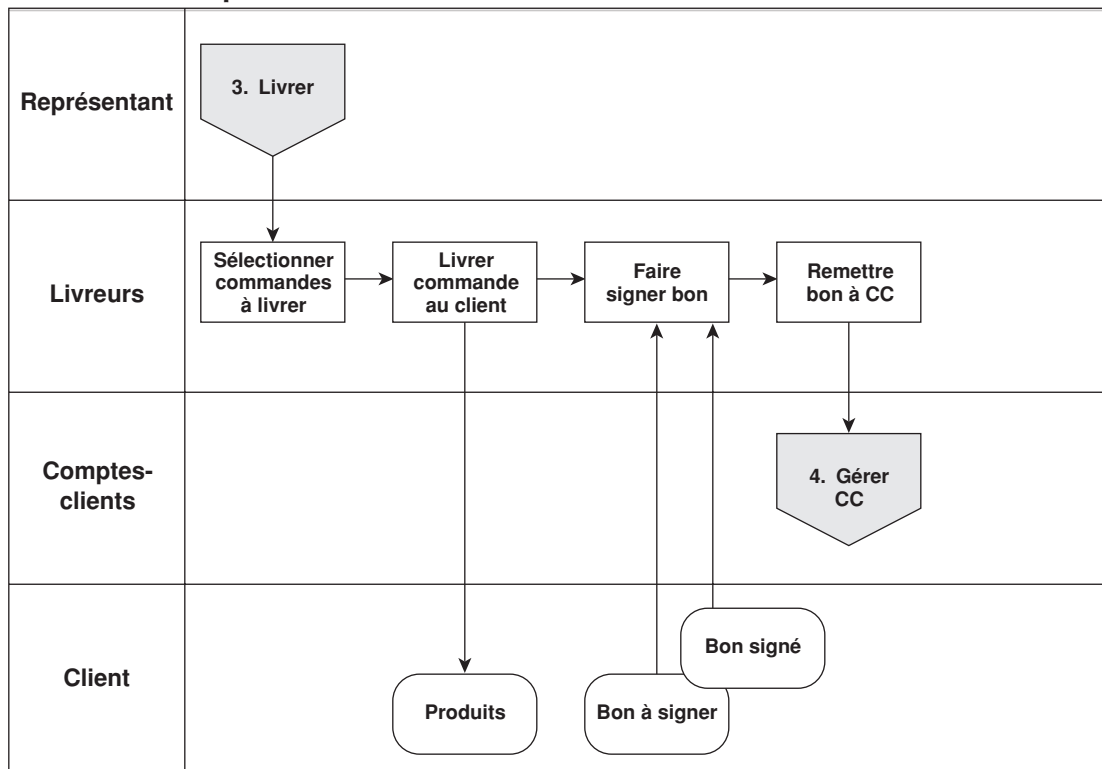 Représentant
3. Livrer
Livreurs
Sélectionner
commandes
à livrer
Livrer
commande
au client
Faire
signer bon
Remettre
bon à CC
Comptes-
clients
4. Gérer
CC
Client
Produits
Bon à signer
Bon signé